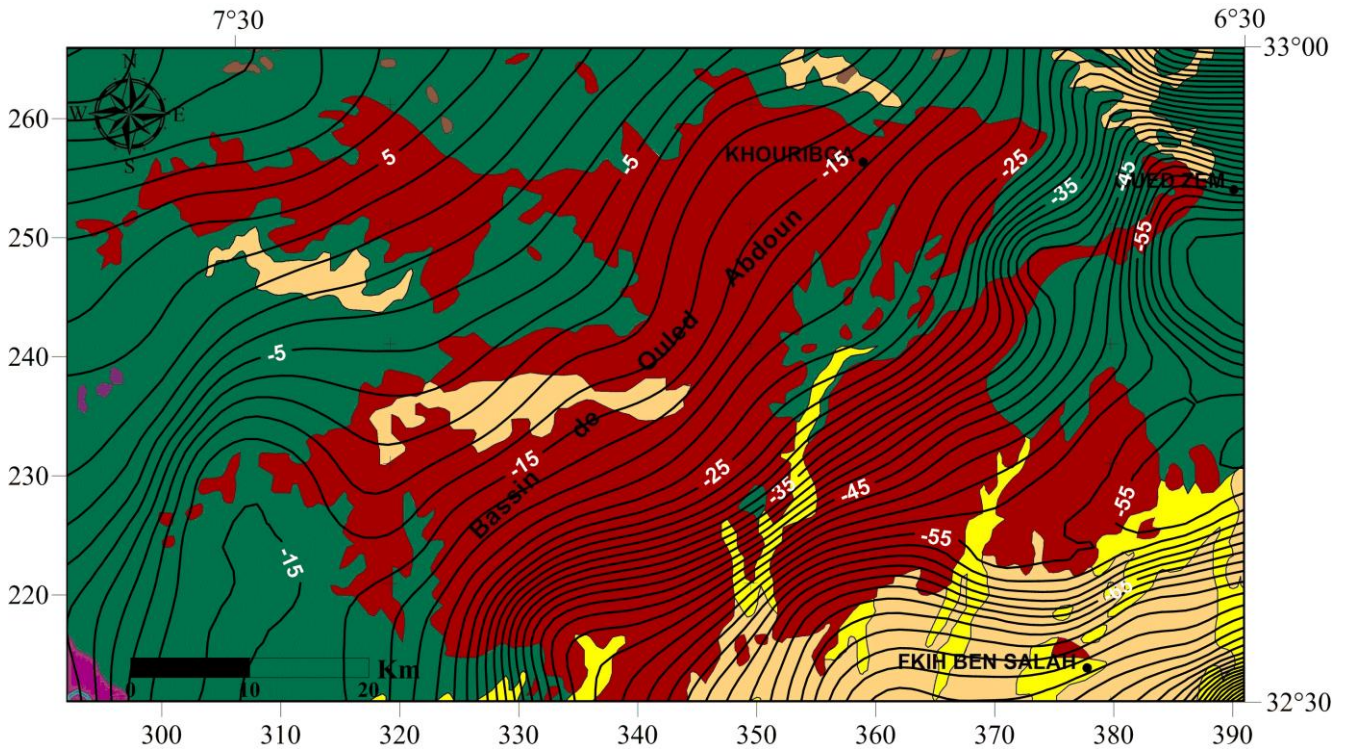 7°30 6°30
33°00
N
W E
S
260
5
-5
KHOURIBGA
-15
-25
-35
-45
OUED ZEM
-55
250
Bassin de Ouled Abdoun
240
-5
230
-15
-25
-35
-45
-55
-55
-15
220
-65
FKIH BEN SALAH
Km
0 10 20
32°30
300 310 320 330 340 350 360 370 380 390